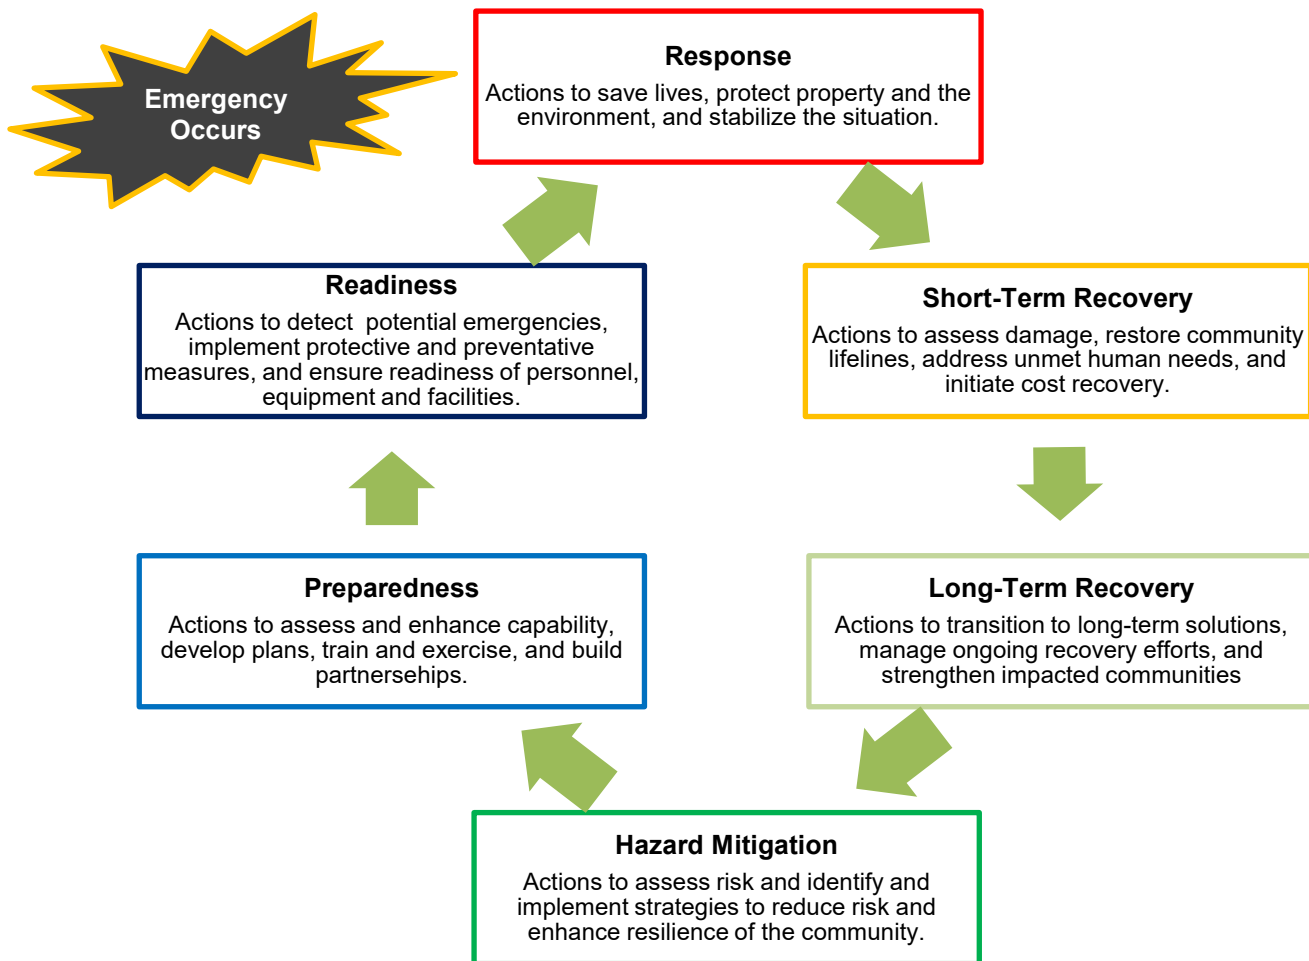 Emergency
Occurs
Response
Actions to save lives, protect property and the
environment, and stabilize the situation.
Readiness
Actions to detect  potential emergencies,
implement protective and preventative
measures, and ensure readiness of personnel,
equipment and facilities.
Short-Term Recovery
Actions to assess damage, restore community
lifelines, address unmet human needs, and
initiate cost recovery.
Preparedness
Actions to assess and enhance capability,
develop plans, train and exercise, and build
partnersehips.
Long-Term Recovery
Actions to transition to long-term solutions,
manage ongoing recovery efforts, and
strengthen impacted communities
Hazard Mitigation
Actions to assess risk and identify and
implement strategies to reduce risk and
enhance resilience of the community.